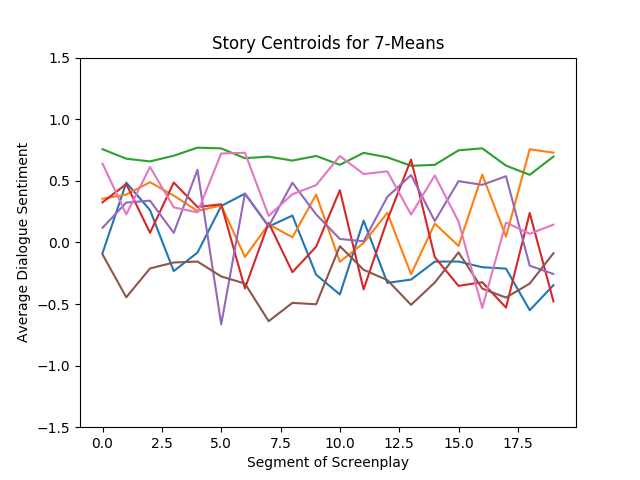 Story Centroids for 7-Means
1.5
1.0
0.5
0.0
−0.5
−1.0
−1.5
Average Dialogue Sentiment
0.0 2.5 5.0 7.5 10.0 12.5 15.0 17.5
Segment of Screenplay